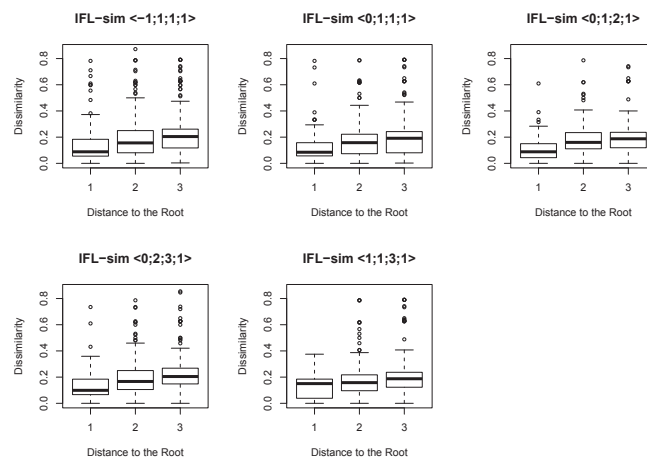 IFL−sim <−1;1;1;1>
Dissimilarity
0.0 0.2 0.4 0.6 0.8
1 2 3
Distance to the Root
IFL−sim <0;1;1;1>
Dissimilarity
0.0 0.2 0.4 0.6 0.8
1 2 3
Distance to the Root
IFL−sim <0;1;2;1>
Dissimilarity
0.0 0.2 0.4 0.6 0.8
1 2 3
Distance to the Root
IFL−sim <0;2;3;1>
Dissimilarity
0.0 0.2 0.4 0.6 0.8
1 2 3
Distance to the Root
IFL−sim <1;1;3;1>
Dissimilarity
0.0 0.2 0.4 0.6 0.8
1 2 3
Distance to the Root